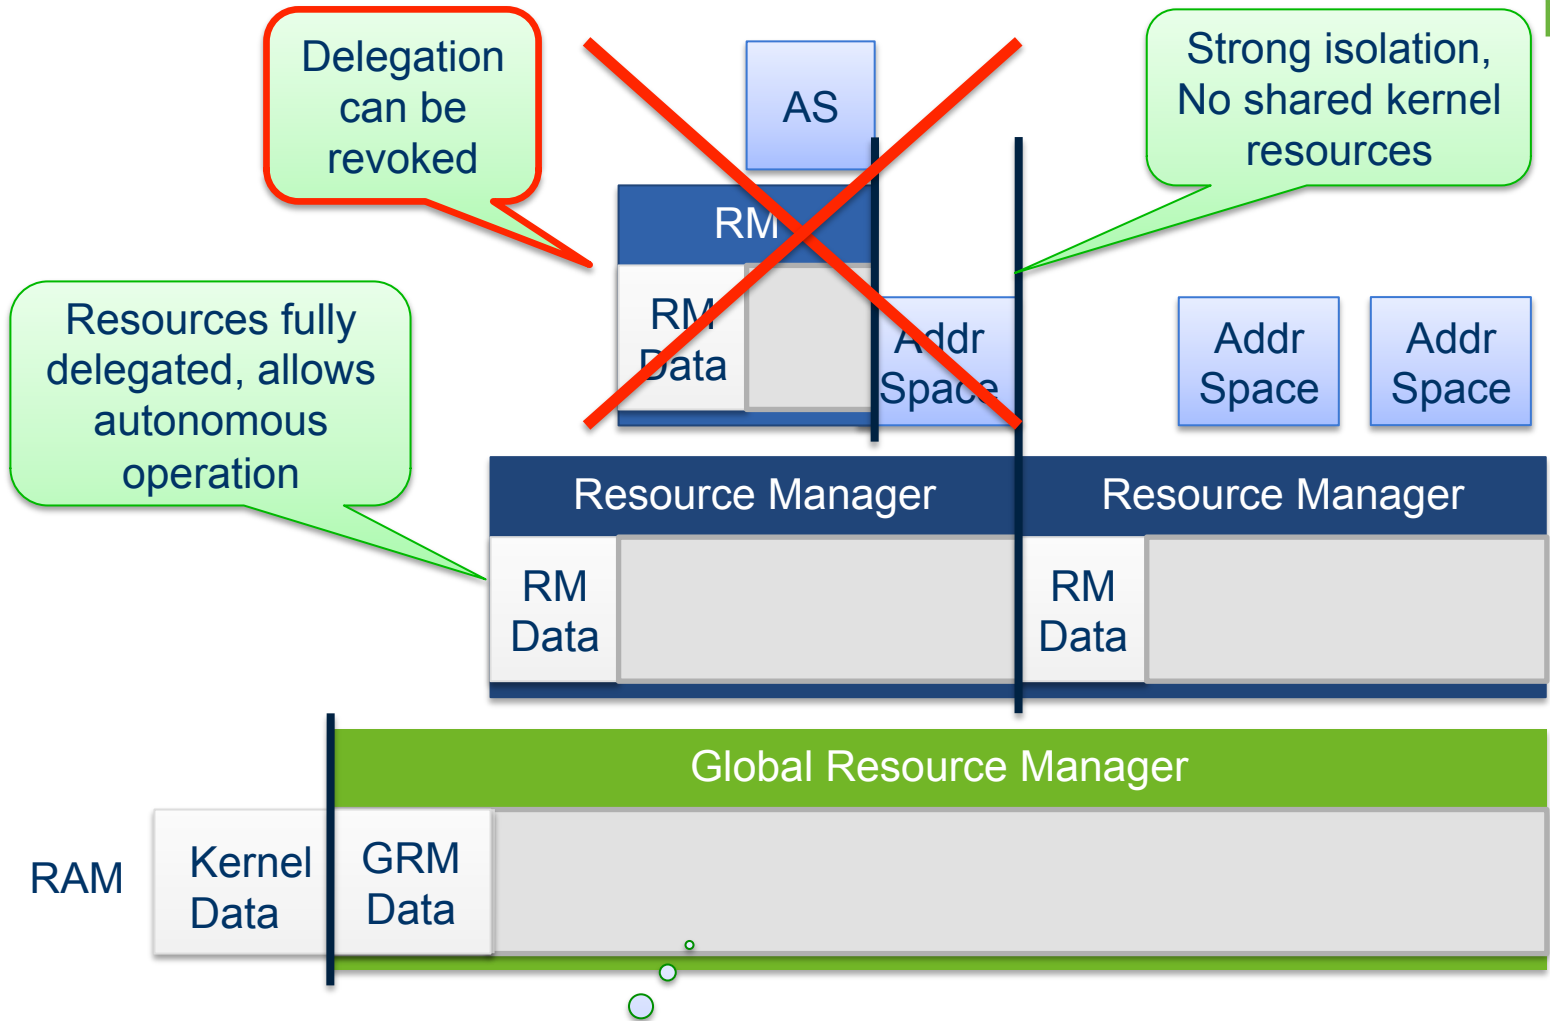 Delegation
can be
revoked
AS
Strong isolation,
No shared kernel
resources
RM
RM
Data
Resources fully
delegated, allows
autonomous
operation
Addr
Space
Addr
Space
Addr
Space
Resource Manager
Resource Manager
RM
Data
RM
Data
Global Resource Manager
RAM
Kernel
Data
GRM
Data